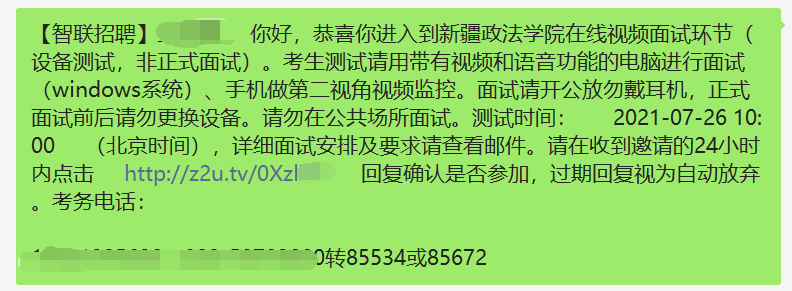 【智联招聘】 你好，恭喜你进入到新疆政法学院在线视频面试环节（
设备测试，非正式面试）。考生测试请用带有视频和语音功能的电脑进行面试
（windows系统）、手机做第二视角视频监控。面试请开公放勿戴耳机，正式
面试前后请勿更换设备。请勿在公共场所面试。测试时间： 2021-07-26 10:
00 （北京时间），详细面试安排及要求请查看邮件。请在收到邀请的24小时
内点击 http://z2u.tv/0Xzl 回复确认是否参加，过期回复视为自动放弃
。考务电话：
0转85534或85672